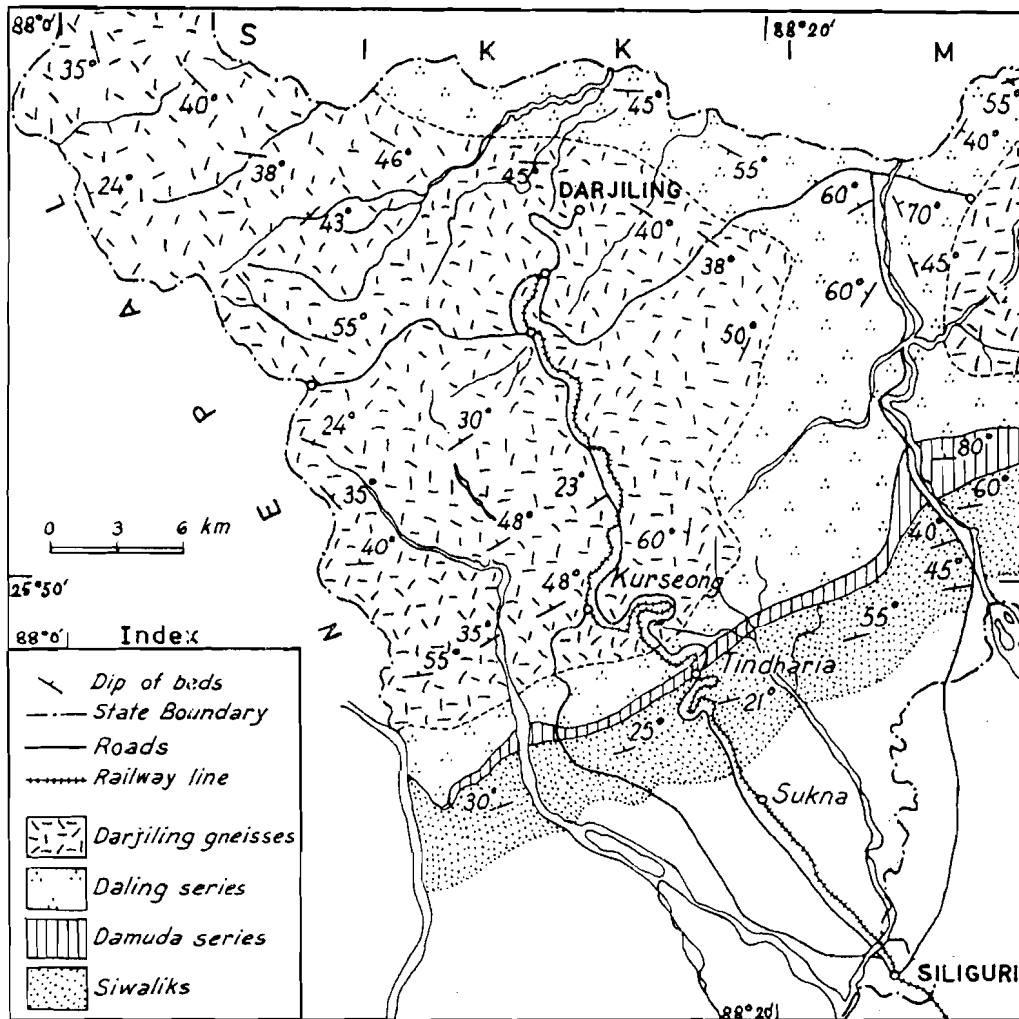 88°0'
88°20'
S I K K I M
35°
40°
45°
55°
40°
46°
55°
24°
38°
45°
60°
DARJILING
70°
43°
40°
45°
38°
60°
55°
50°
24°
30°
80°
35°
23°
60°
48°
0 3 6 km
40°
60°
40°
48°
Kurseong
45°
26°50'
35°
55°
88°0'
55°
Tindharia
21°
25°
30°
Sukna
NEPAL
Index
Dip of beds
State Boundary
Roads
Railway line
Darjiling gneisses
Daling series
Damuda series
Siwaliks
SILIGURI
88°20'